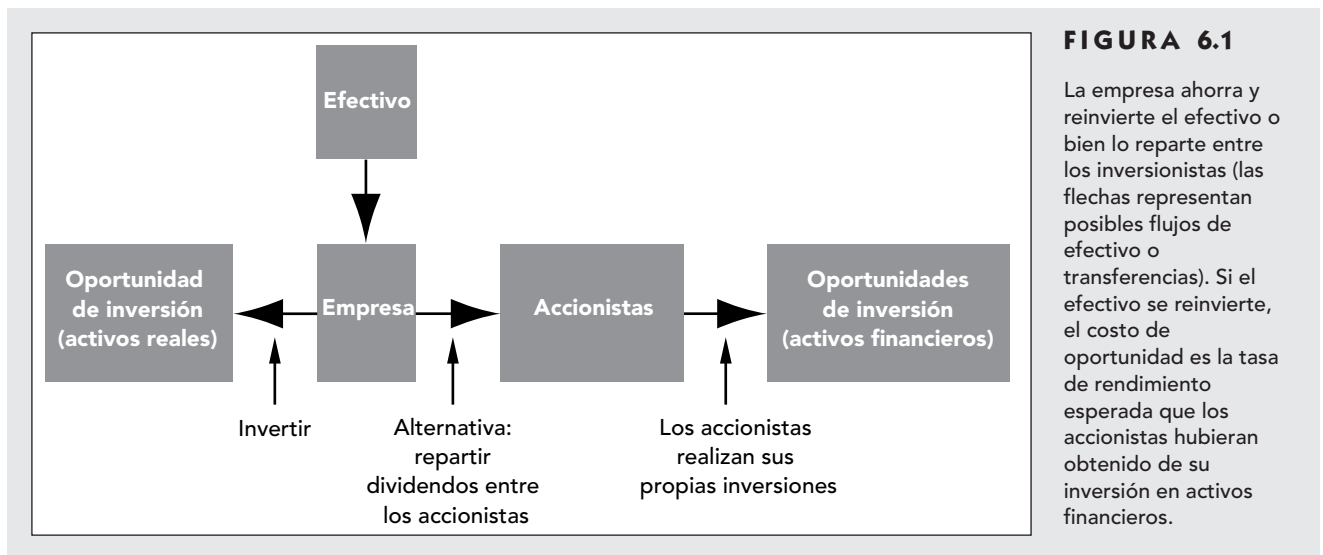 Efectivo
Oportunidad
de inversión
(activos reales)
Empresa
Accionistas
Oportunidades
de inversión
(activos financieros)
Invertir
Alternativa:
repartir
dividendos entre
los accionistas
Los accionistas
realizan sus
propias inversiones
FIGURA 6.1
La empresa ahorra y
reinvierte el efectivo o
bien lo reparte entre
los inversionistas (las
flechas representan
posibles flujos de
efectivo o
transferencias). Si el
efectivo se reinvierte,
el costo de
oportunidad es la tasa
de rendimiento
esperada que los
accionistas hubieran
obtenido de su
inversión en activos
financieros.